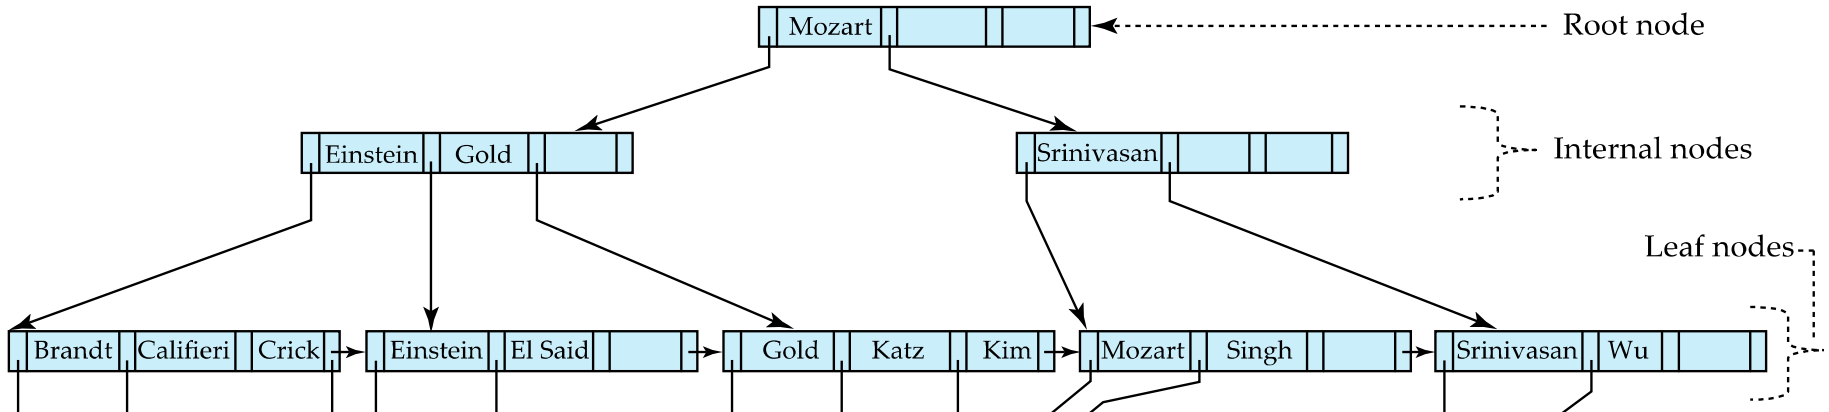 Mozart Root node
Einstein Gold Srinivasan Internal nodes
Leaf nodes
Brandt Califieri Crick Einstein El Said Gold Katz Kim Mozart Singh Srinivasan Wu